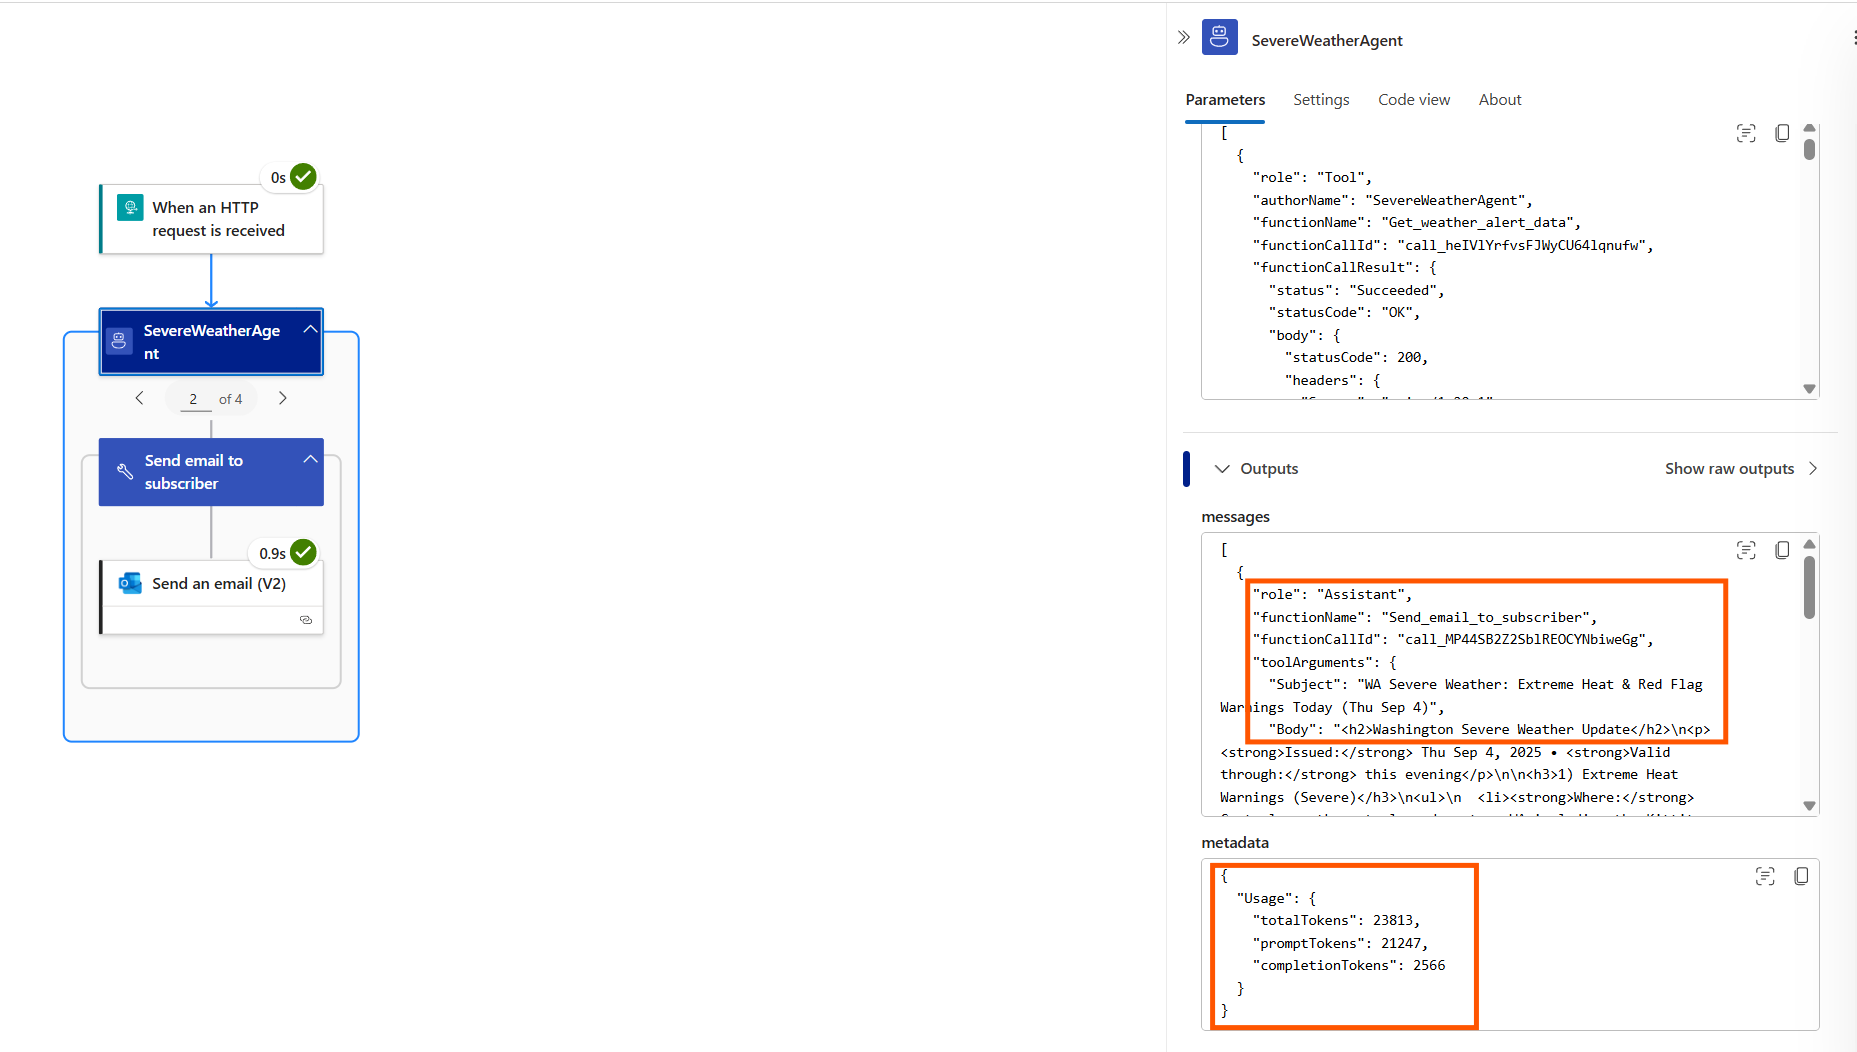 0s
When an HTTP
request is received
SevereWeatherAge
nt
2 of 4
Send email to
subscriber
0.9s
Send an email (V2)
SevereWeatherAgent
Parameters Settings Code view About
[
{
"role": "Tool",
"authorName": "SevereWeatherAgent",
"functionName": "Get_weather_alert_data",
"functionCallId": "call_heIVlYrfvsFJWyCU64lqnufw",
"functionCallResult": {
"status": "Succeeded",
"statusCode": "OK",
"body": {
"statusCode": 200,
"headers": {
Outputs Show raw outputs
messages
[
{
"role": "Assistant",
"functionName": "Send_email_to_subscriber",
"functionCallId": "call_MP44SB2Z2SblREOCYNbiweGg",
"toolArguments": {
"Subject": "WA Severe Weather: Extreme Heat & Red Flag
Warnings Today (Thu Sep 4)",
"Body": "<h2>Washington Severe Weather Update</h2>\n<p>
<strong>Issued:</strong> Thu Sep 4, 2025 • <strong>Valid
through:</strong> this evening</p>\n\n<h3>1) Extreme Heat
Warnings (Severe)</h3>\n<ul>\n  <li><strong>Where:</strong>
metadata
{
"Usage": {
"totalTokens": 23813,
"promptTokens": 21247,
"completionTokens": 2566
}
}